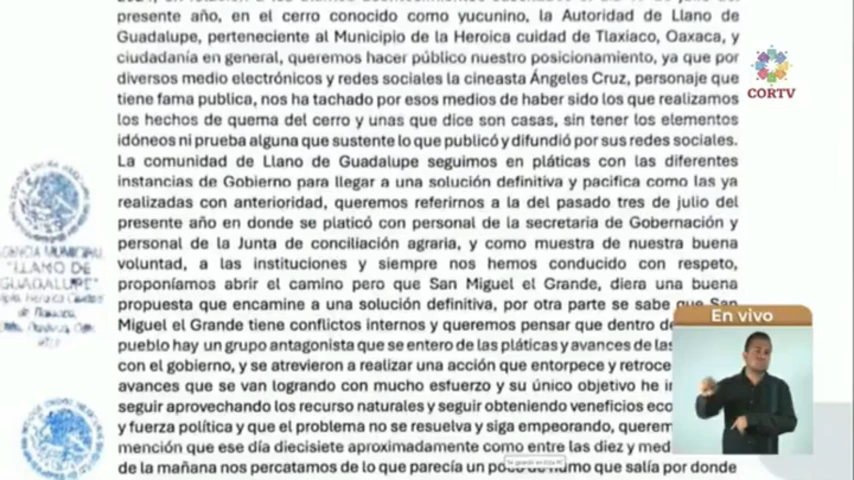 presente año, en el cerro conocido como yucunino, la Autoridad de Llano de
Guadalupe, perteneciente al Municipio de la Heroica cuidad de Tlaxiaco, Oaxaca, y
ciudadanía en general, queremos hacer público nuestro posicionamiento, ya que por
diversos medio electrónicos y redes sociales la cineasta Ángeles Cruz, personaje que
tiene fama publica, nos ha tachado por esos medios de haber sido los que realizamos
los hechos de quema del cerro y unas que dice son casas, sin tener los elementos
idóneos ni prueba alguna que sustente lo que publicó y difundió por sus redes sociales.
La comunidad de Llano de Guadalupe seguimos en pláticas con las diferentes
instancias de Gobierno para llegar a una solución definitiva y pacifica como las ya
realizadas con anterioridad, queremos referirnos a la del pasado tres de julio del
presente año en donde se platicó con personal de la secretaria de Gobernación y
personal de la Junta de conciliación agraria, y como muestra de nuestra buena
voluntad, a las instituciones y siempre nos hemos conducido con respeto,
proponíamos abrir el camino pero que San Miguel el Grande, diera una buena
propuesta que encamine a una solución definitiva, por otra parte se sabe que San
Miguel el Grande tiene conflictos internos y queremos pensar que dentro de
pueblo hay un grupo antagonista que se entero de las pláticas y avances de las
con el gobierno, y se atrevieron a realizar una acción que entorpece y retroce
avances que se van logrando con mucho esfuerzo y su único objetivo he
seguir aprovechando los recurso naturales y seguir obteniendo veneficios
y fuerza política y que el problema no se resuelva y siga empeorando,
mención que ese día diecisiete aproximadamente como entre las diez y
de la mañana nos percatamos de lo que parecía un poco de humo que salía por donde
CORTV
En vivo
"LLANO DE
GUADALUPE"